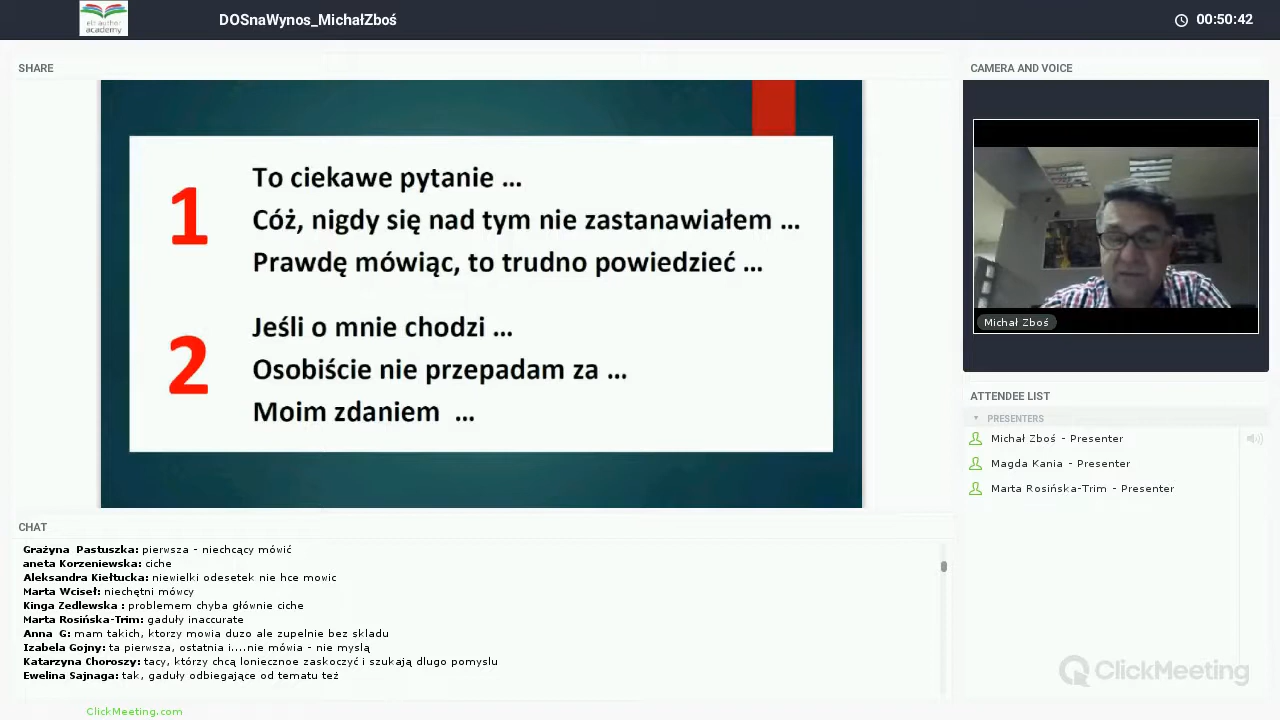 elt author
academy
DOSnaWynos_MichałZboś
00:50:42
SHARE
1
To ciekawe pytanie ...
Cóż, nigdy się nad tym nie zastanawiałem ...
Prawdę mówiąc, to trudno powiedzieć ...
2
Jeśli o mnie chodzi ...
Osobiście nie przepadam za ...
Moim zdaniem ...
CAMERA AND VOICE
Michał Zboś
ATTENDEE LIST
PRESENTERS
Michał Zboś - Presenter
Magda Kania - Presenter
Marta Rosińska-Trim - Presenter
CHAT
Grażyna Pastuszka: pierwsza - niechcący mówić
aneta Korzeniewska: ciche
Aleksandra Kiełtucka: niewielki odesetek nie hce mowic
Marta Wciseł: niechętni mówcy
Kinga Zedlewska : problemem chyba głównie ciche
Marta Rosińska-Trim: gaduły inaccurate
Anna G: mam takich, ktorzy mowia duzo ale zupelnie bez skladu
Izabela Gojny: ta pierwsza, ostatnia i....nie mówia - nie myslą
Katarzyna Choroszy: tacy, którzy chcą loniecznoe zaskoczyć i szukają dlugo pomyslu
Ewelina Sajnaga: tak, gaduły odbiegające od tematu też
ClickMeeting
ClickMeeting.com